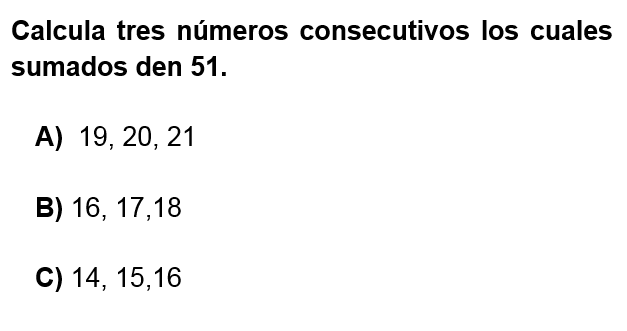 Calcula tres números consecutivos los cuales
sumados den 51.
A) 19, 20, 21
B) 16, 17,18
C) 14, 15,16